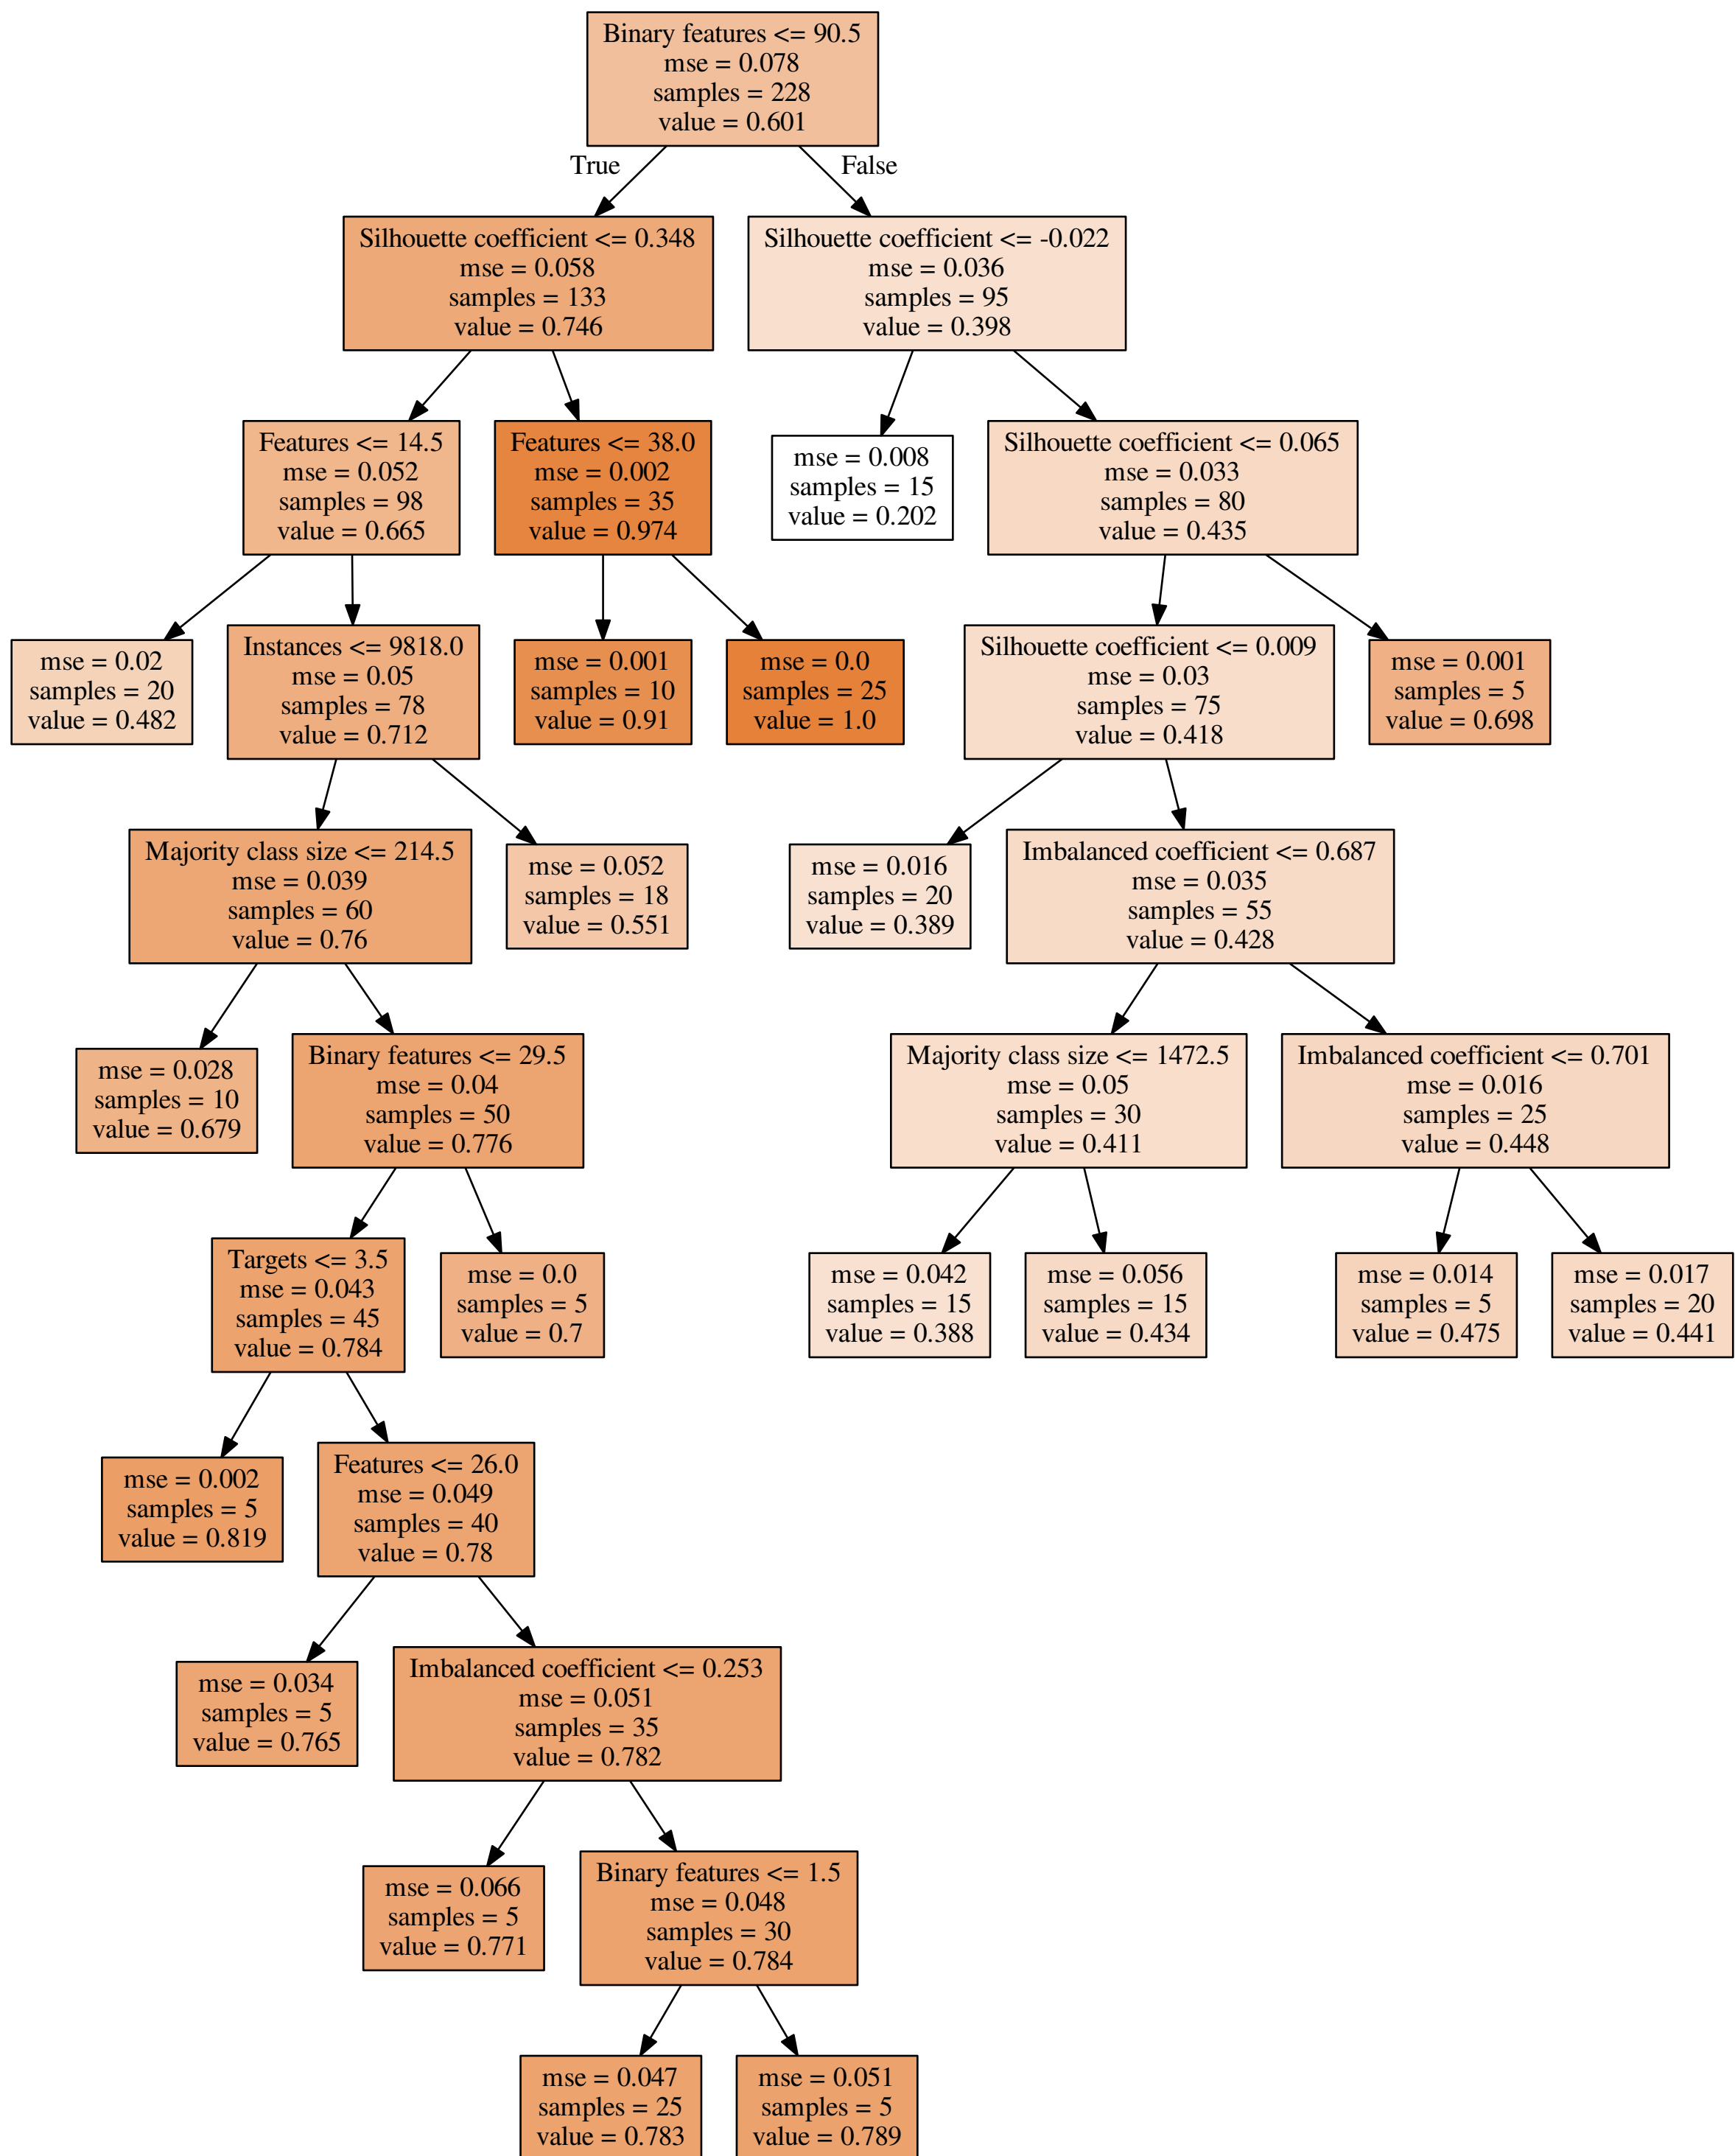 Binary features <= 90.5
mse = 0.078
samples = 228
value = 0.601
True
False
Silhouette coefficient <= 0.348
mse = 0.058
samples = 133
value = 0.746
Silhouette coefficient <= -0.022
mse = 0.036
samples = 95
value = 0.398
Features <= 14.5
mse = 0.052
samples = 98
value = 0.665
Features <= 38.0
mse = 0.002
samples = 35
value = 0.974
mse = 0.008
samples = 15
value = 0.202
Silhouette coefficient <= 0.065
mse = 0.033
samples = 80
value = 0.435
mse = 0.02
samples = 20
value = 0.482
Instances <= 9818.0
mse = 0.05
samples = 78
value = 0.712
mse = 0.001
samples = 10
value = 0.91
mse = 0.0
samples = 25
value = 1.0
Silhouette coefficient <= 0.009
mse = 0.03
samples = 75
value = 0.418
mse = 0.001
samples = 5
value = 0.698
Majority class size <= 214.5
mse = 0.039
samples = 60
value = 0.76
mse = 0.052
samples = 18
value = 0.551
mse = 0.016
samples = 20
value = 0.389
Imbalanced coefficient <= 0.687
mse = 0.035
samples = 55
value = 0.428
mse = 0.028
samples = 10
value = 0.679
Binary features <= 29.5
mse = 0.04
samples = 50
value = 0.776
Majority class size <= 1472.5
mse = 0.05
samples = 30
value = 0.411
Imbalanced coefficient <= 0.701
mse = 0.016
samples = 25
value = 0.448
Targets <= 3.5
mse = 0.043
samples = 45
value = 0.784
mse = 0.0
samples = 5
value = 0.7
mse = 0.042
samples = 15
value = 0.388
mse = 0.056
samples = 15
value = 0.434
mse = 0.014
samples = 5
value = 0.475
mse = 0.017
samples = 20
value = 0.441
mse = 0.002
samples = 5
value = 0.819
Features <= 26.0
mse = 0.049
samples = 40
value = 0.78
mse = 0.034
samples = 5
value = 0.765
Imbalanced coefficient <= 0.253
mse = 0.051
samples = 35
value = 0.782
mse = 0.066
samples = 5
value = 0.771
Binary features <= 1.5
mse = 0.048
samples = 30
value = 0.784
mse = 0.047
samples = 25
value = 0.783
mse = 0.051
samples = 5
value = 0.789